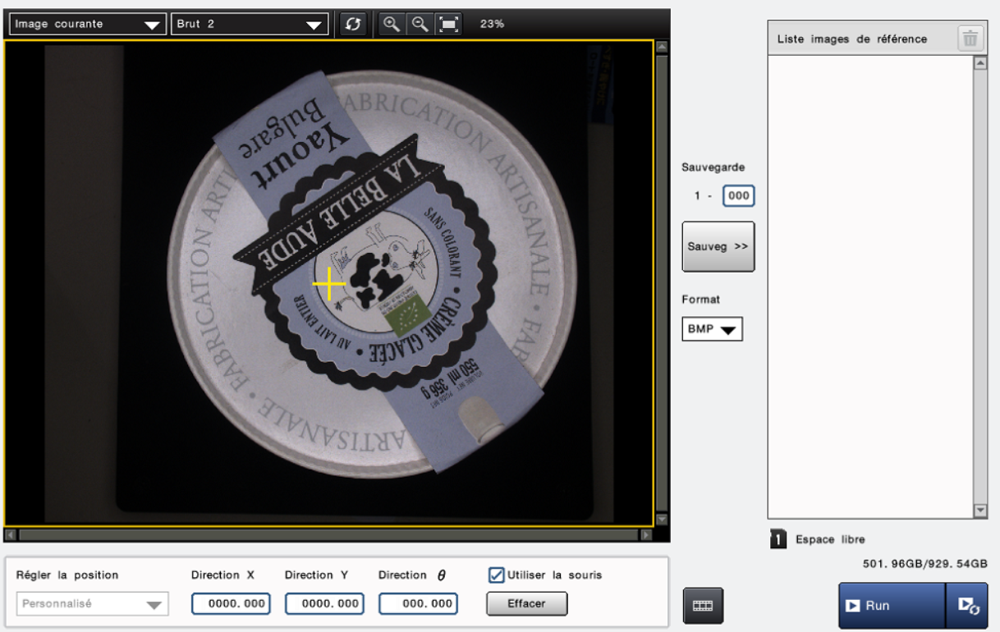 Image courante
Brut 2
23%
Liste images de référence
FABRICATION ARTISANALE • FABRICATION ARTISANALE • FABRICATION ARTI
Yaourt
Bulgare
LA BELLE AUDE
SANS COLORANT • CRÈME GLACÉE • AU LAIT ENTIER
550 ml 356 g
Sauvegarde
1 - 000
Sauveg >>
Format
BMP
1 Espace libre
501. 96GB/929. 54GB
Régler la position
Direction X
Direction Y
Direction θ
Utiliser la souris
Personnalisé
0000. 000
0000. 000
000. 000
Effacer
Run